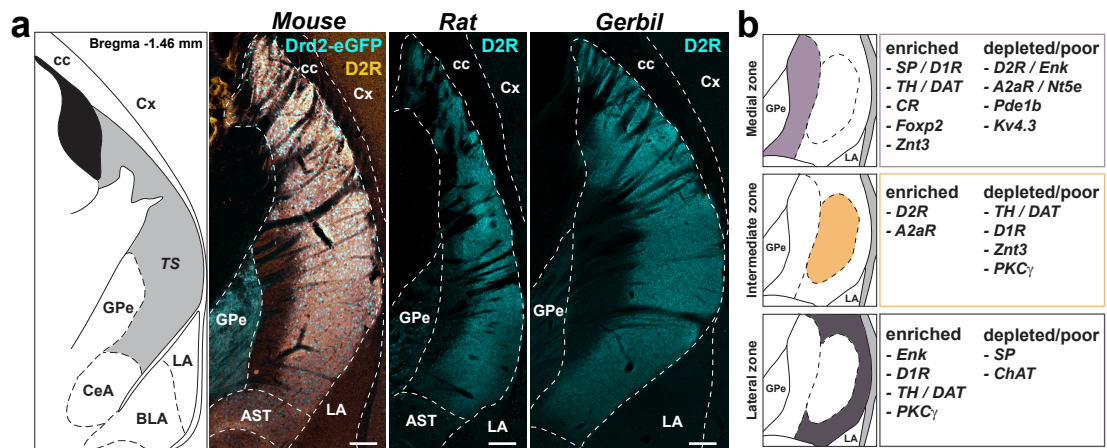 a
Bregma -1.46 mm
cc
Cx
TS
GPe
LA
CeA
BLA
Mouse
Drd2-eGFP
D2R
cc
Cx
GPe
AST
LA
Rat
D2R
cc
Cx
GPe
AST
LA
Gerbil
D2R
cc
Cx
GPe
LA
b
Medial zone
GPe
LA
enriched
- SP / D1R
- TH / DAT
- CR
- Foxp2
- Znt3
depleted/poor
- D2R / Enk
- A2aR / Nt5e
- Pde1b
- Kv4.3
Intermediate zone
GPe
LA
enriched
- D2R
- A2aR
depleted/poor
- TH / DAT
- D1R
- Znt3
- PKCγ
Lateral zone
GPe
LA
enriched
- Enk
- D1R
- TH / DAT
- PKCγ
depleted/poor
- SP
- ChAT